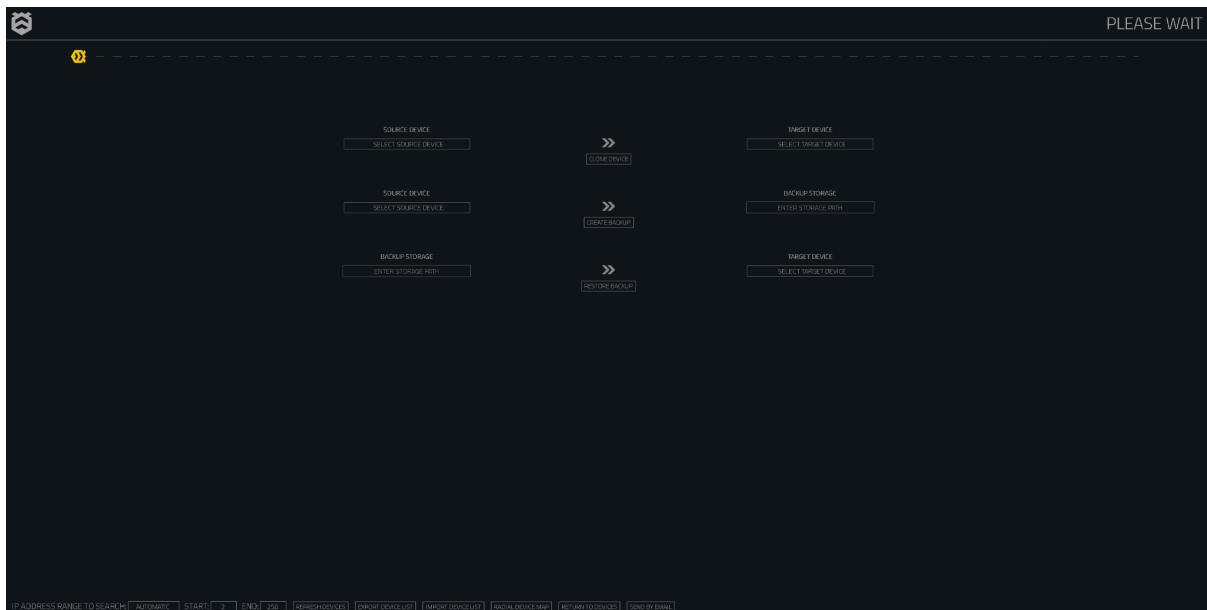 PLEASE WAIT
SOURCE DEVICE
SELECT SOURCE DEVICE
CLONE DEVICE
TARGET DEVICE
SELECT TARGET DEVICE
SOURCE DEVICE
SELECT SOURCE DEVICE
CREATE BACKUP
BACKUP STORAGE
ENTER STORAGE PATH
BACKUP STORAGE
ENTER STORAGE PATH
RESTORE BACKUP
TARGET DEVICE
SELECT TARGET DEVICE
IP ADDRESS RANGE TO SEARCH: AUTOMATIC START: 2 END: 250 REFRESH DEVICES EXPORT DEVICE LIST IMPORT DEVICE LIST RADIAL DEVICE MAP RETURN TO DEVICES SEND BY EMAIL